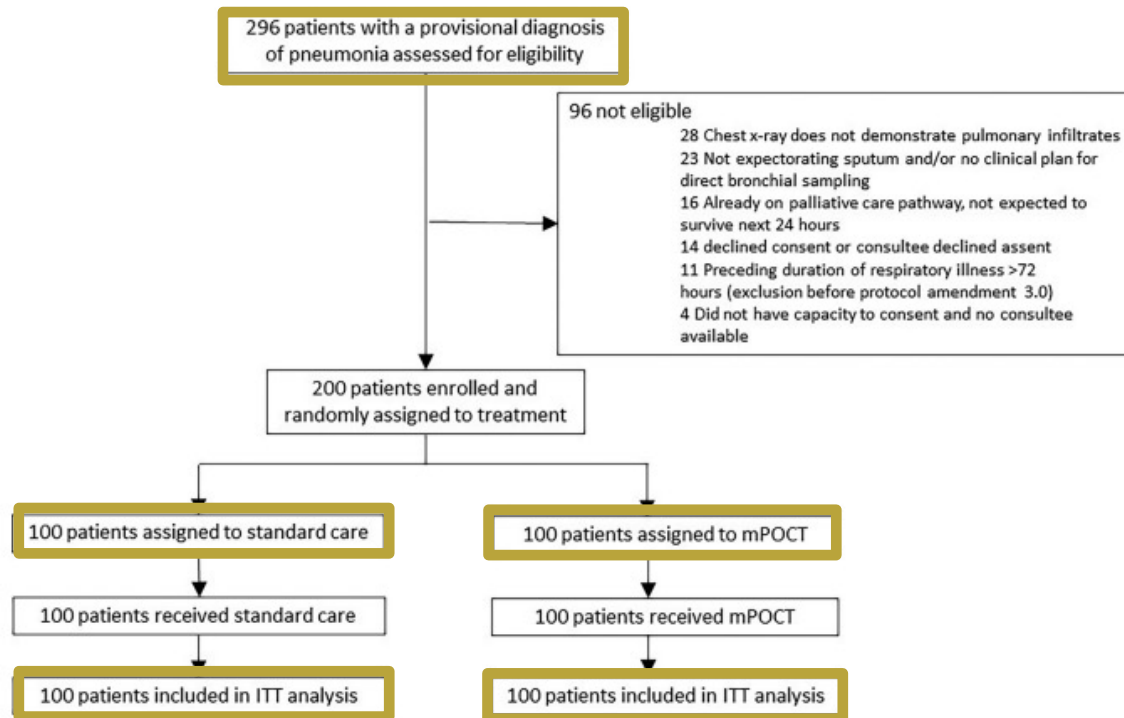 296 patients with a provisional diagnosis
of pneumonia assessed for eligibility
96 not eligible
28 Chest x-ray does not demonstrate pulmonary infiltrates
23 Not expectorating sputum and/or no clinical plan for
direct bronchial sampling
16 Already on palliative care pathway, not expected to
survive next 24 hours
14 declined consent or consultee declined assent
11 Preceding duration of respiratory illness >72
hours (exclusion before protocol amendment 3.0)
4 Did not have capacity to consent and no consultee
available
200 patients enrolled and
randomly assigned to treatment
100 patients assigned to standard care
100 patients assigned to mPOCT
100 patients received standard care
100 patients received mPOCT
100 patients included in ITT analysis
100 patients included in ITT analysis